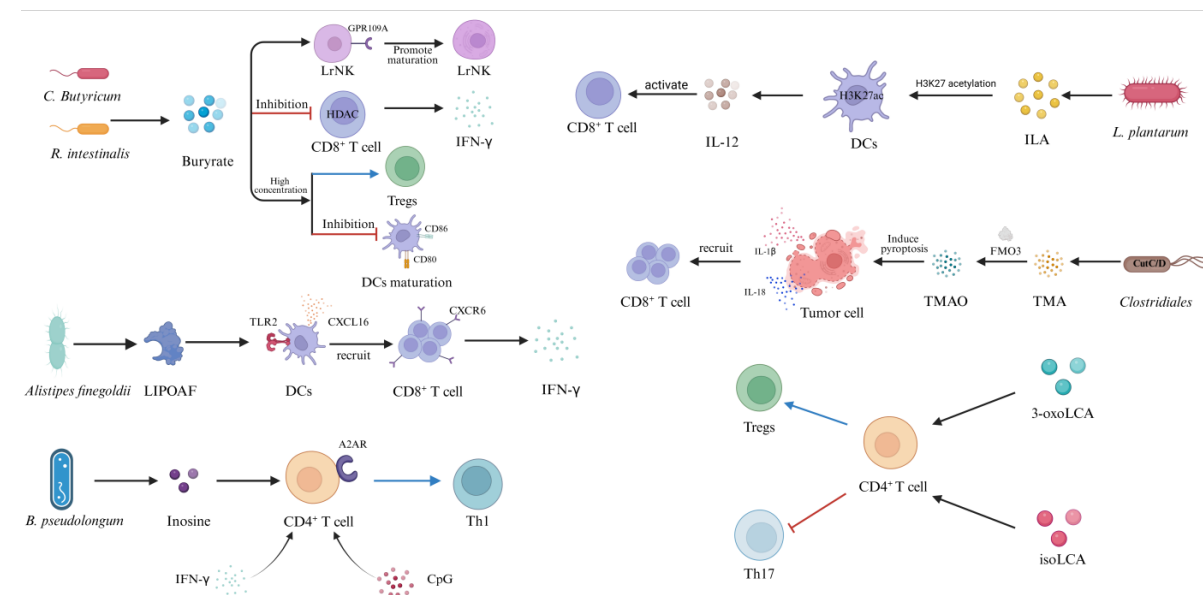 GPR109A
Promote
maturation
LrNK
LrNK
C. Butyricum
R. intestinalis
Buryrate
Inhibition
HDAC
CD8⁺ T cell
IFN-γ
High
concentration
Tregs
Inhibition
CD86
CD80
DCs maturation
CD8⁺ T cell
activate
IL-12
H3K27ac
DCs
H3K27 acetylation
ILA
L. plantarum
CD8⁺ T cell
recruit
IL-1β
IL-18
Tumor cell
Induce
pyroptosis
TMAO
FMO3
TMA
CutC/D
Clostridiales
Alistipes finegoldii
LIPOAF
TLR2
CXCL16
DCs
recruit
CXCR6
CD8⁺ T cell
IFN-γ
B. pseudolongum
Inosine
A2AR
CD4⁺ T cell
Th1
IFN-γ
CpG
Tregs
Th17
CD4⁺ T cell
3-oxoLCA
isoLCA